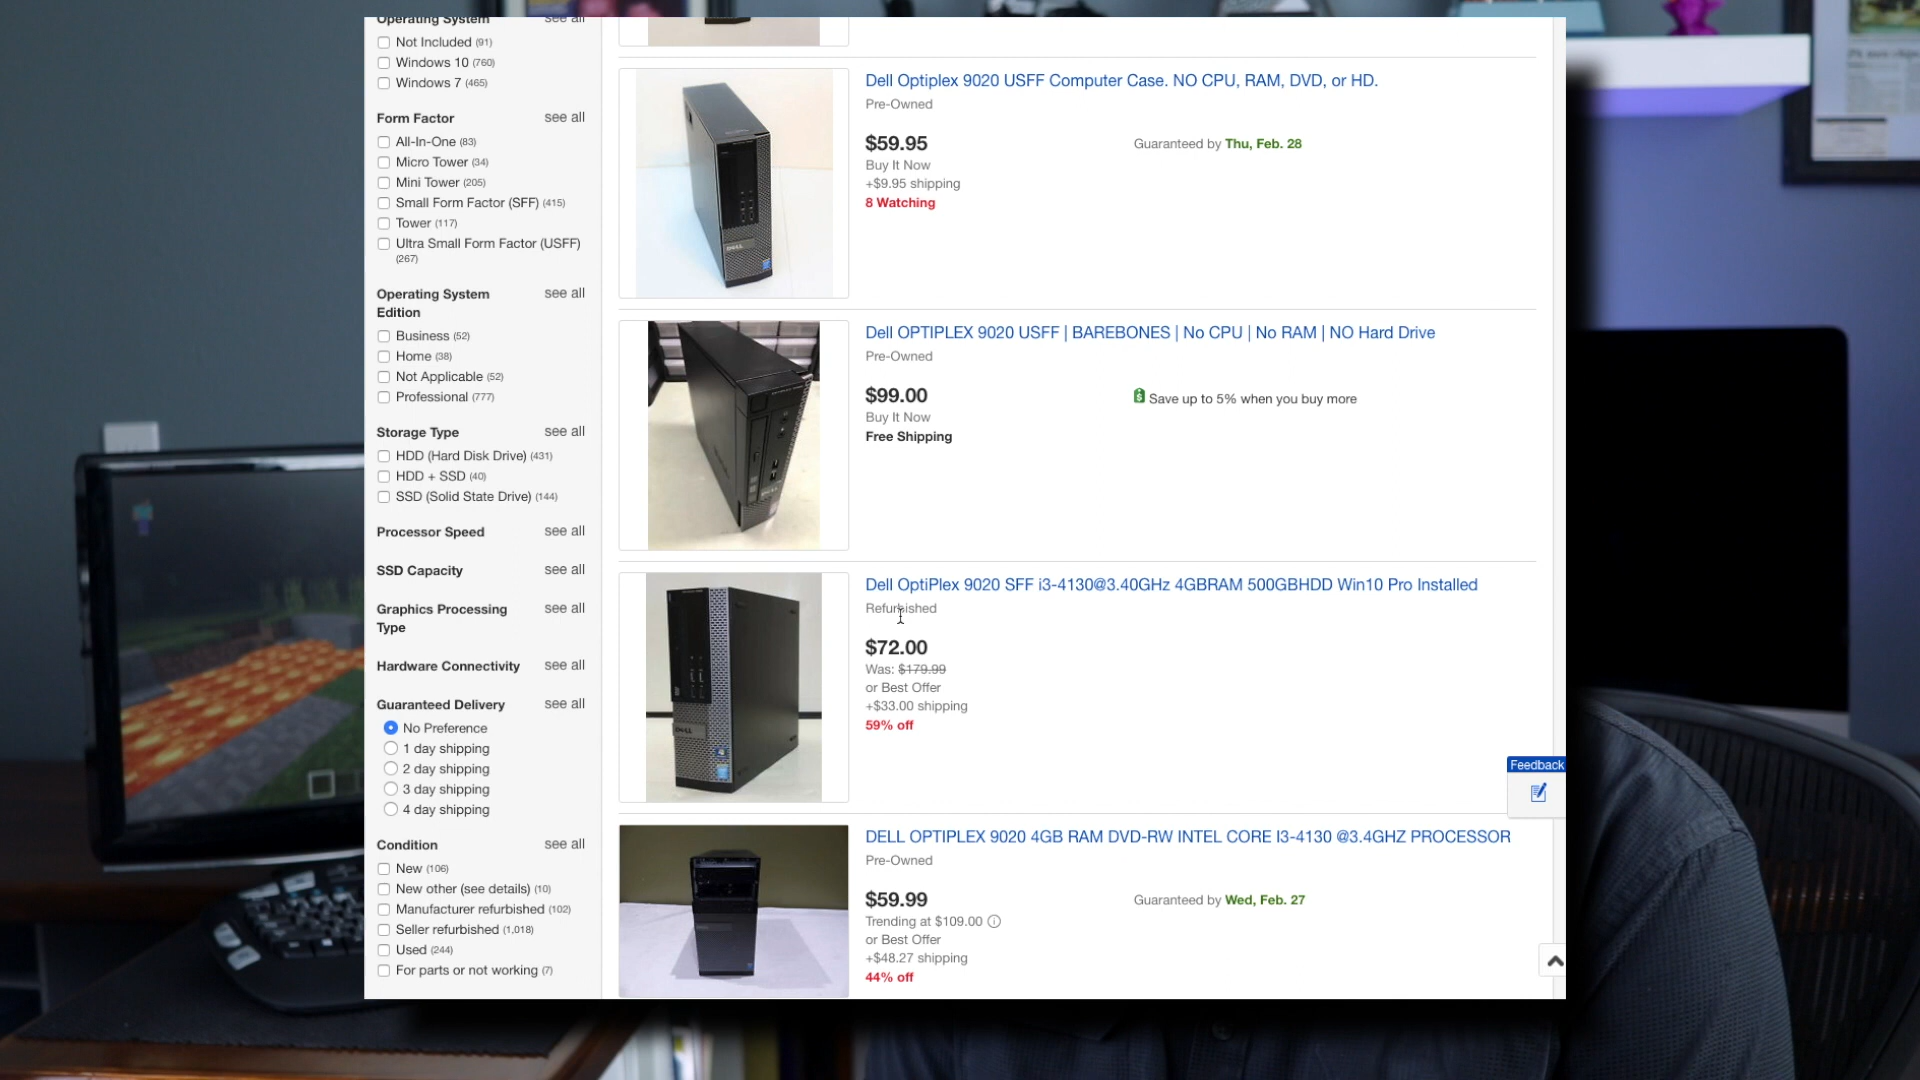 Operating System see all
Not Included (91)
Windows 10 (760)
Windows 7 (465)
Form Factor see all
All-In-One (83)
Micro Tower (34)
Mini Tower (205)
Small Form Factor (SFF) (415)
Tower (117)
Ultra Small Form Factor (USFF)
(267)
Operating System see all
Edition
Business (52)
Home (38)
Not Applicable (52)
Professional (777)
Storage Type see all
HDD (Hard Disk Drive) (431)
HDD + SSD (40)
SSD (Solid State Drive) (144)
Processor Speed see all
SSD Capacity see all
Graphics Processing see all
Type
Hardware Connectivity see all
Guaranteed Delivery see all
No Preference
1 day shipping
2 day shipping
3 day shipping
4 day shipping
Condition see all
New (106)
New other (see details) (10)
Manufacturer refurbished (102)
Seller refurbished (1,018)
Used (244)
For parts or not working (7)
Dell Optiplex 9020 USFF Computer Case. NO CPU, RAM, DVD, or HD.
Pre-Owned
$59.95 Guaranteed by Thu, Feb. 28
Buy It Now
+$9.95 shipping
8 Watching
DELL
Dell OPTIPLEX 9020 USFF | BAREBONES | No CPU | No RAM | NO Hard Drive
Pre-Owned
$99.00 Save up to 5% when you buy more
Buy It Now
Free Shipping
Dell OptiPlex 9020 SFF i3-4130@3.40GHz 4GBRAM 500GBHDD Win10 Pro Installed
Refurbished
$72.00
Was: $179.99
or Best Offer
+$33.00 shipping
59% off
DELL
Feedback
DELL OPTIPLEX 9020 4GB RAM DVD-RW INTEL CORE I3-4130 @3.4GHZ PROCESSOR
Pre-Owned
$59.99 Guaranteed by Wed, Feb. 27
Trending at $109.00
or Best Offer
+$48.27 shipping
44% off